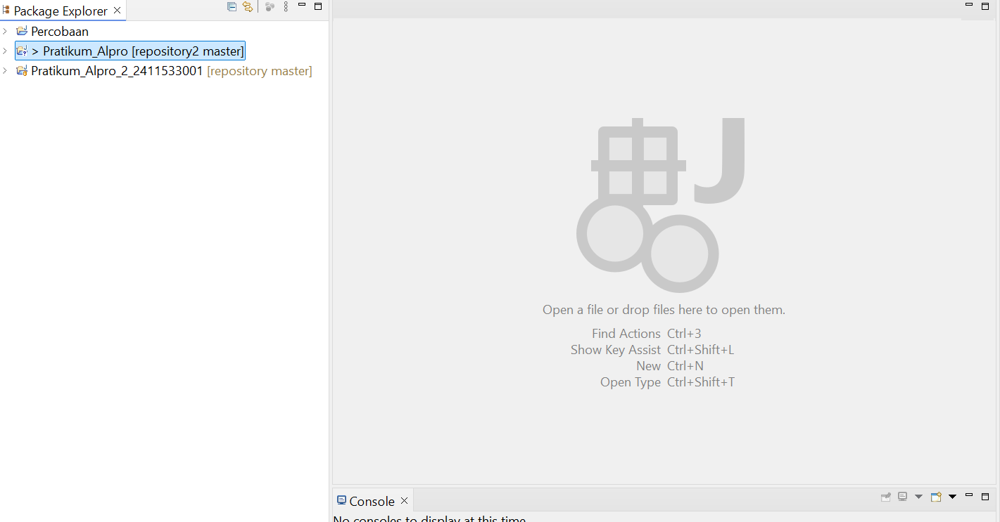 Package Explorer
Percobaan
> Pratikum_Alpro [repository2 master]
Pratikum_Alpro_2_2411533001 [repository master]
J
Open a file or drop files here to open them.
Find Actions Ctrl+3
Show Key Assist Ctrl+Shift+L
New Ctrl+N
Open Type Ctrl+Shift+T
Console
No consoles to display at this time.